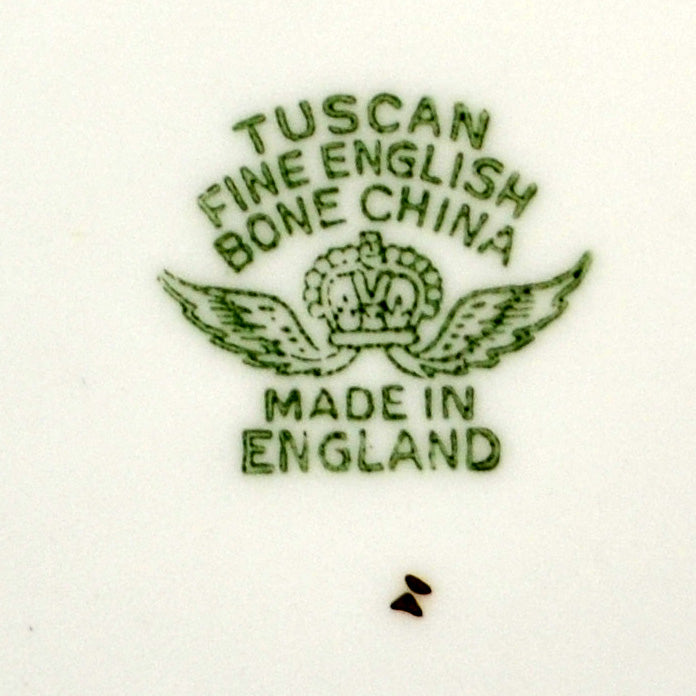 TUSCAN
FINE ENGLISH
BONE CHINA
MADE IN
ENGLAND